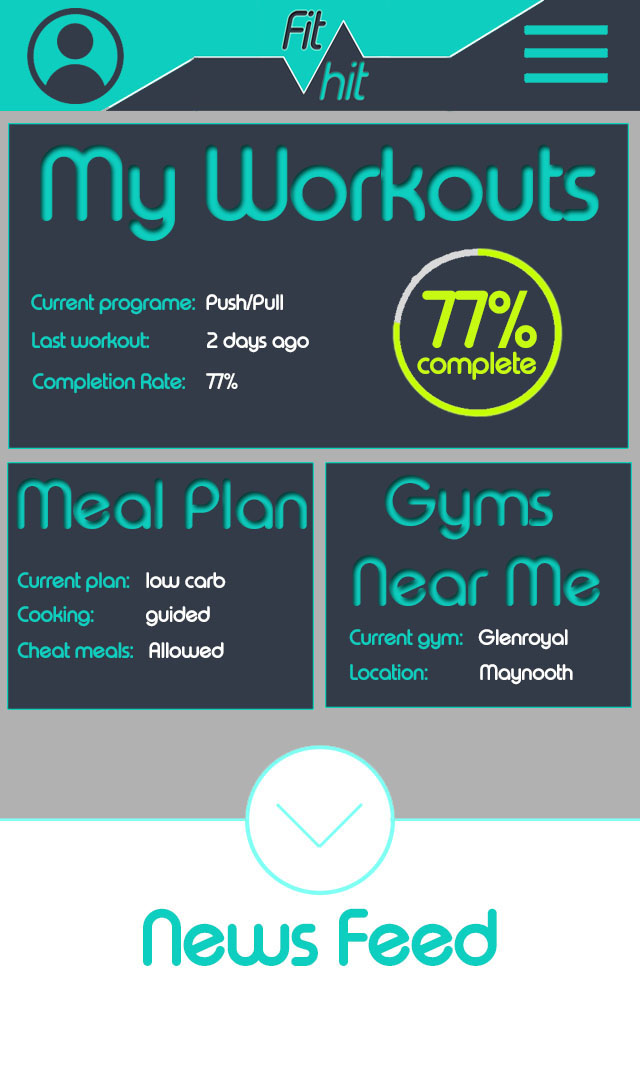 Fit
hit
My Workouts
Current programe: Push/Pull
Last workout: 2 days ago
Completion Rate: 77%
77%
complete
Meal Plan
Current plan: low carb
Cooking: guided
Cheat meals: Allowed
Gyms
Near Me
Current gym: Glenroyal
Location: Maynooth
News Feed